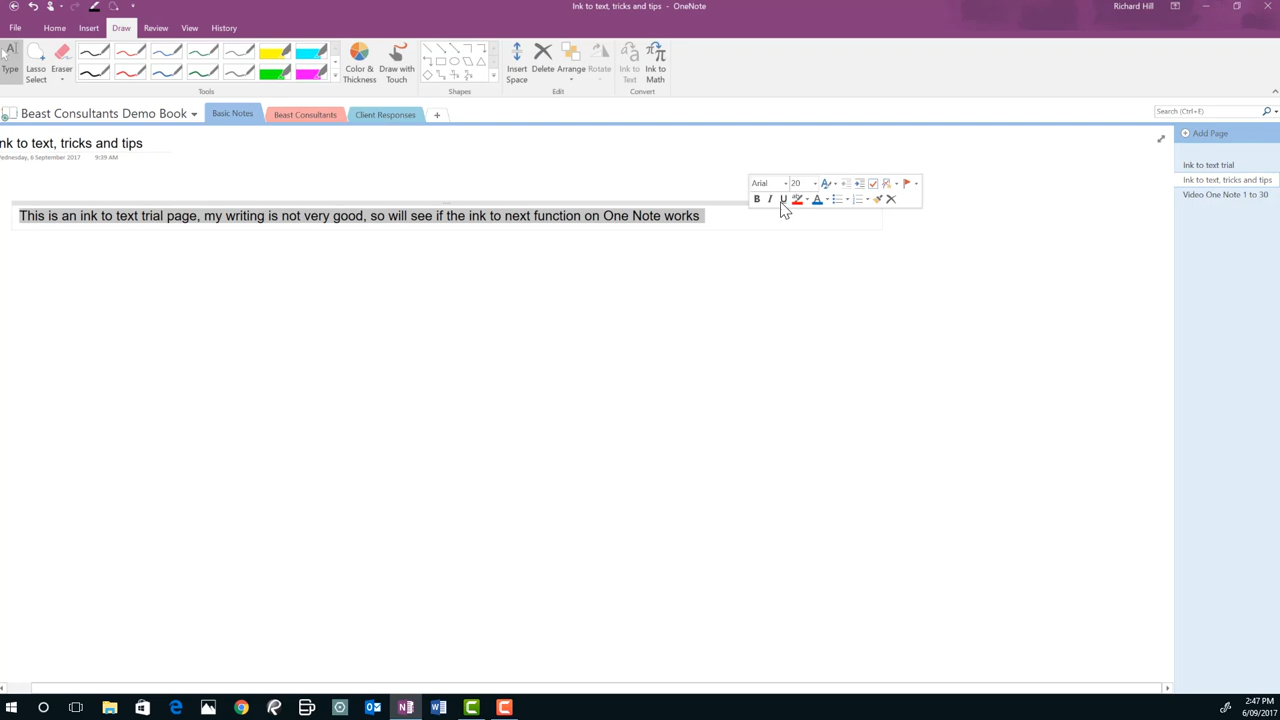 Ink to text, tricks and tips - OneNote
Richard Hill
File Home Insert Draw Review View History
Type
Lasso Select
Eraser
Color & Thickness
Draw with Touch
Insert Space
Delete
Arrange
Rotate
Ink to Text
Ink to Math
Tools
Shapes
Edit
Convert
Beast Consultants Demo Book
Basic Notes
Beast Consultants
Client Responses
+
Search (Ctrl+E)
nk to text, tricks and tips
Wednesday, 6 September 2017 9:39 AM
Add Page
Ink to text trial
Ink to text, tricks and tips
Video One Note 1 to 30
Arial 20
B I U
This is an ink to text trial page, my writing is not very good, so will see if the ink to next function on One Note works
2:47 PM
6/09/2017